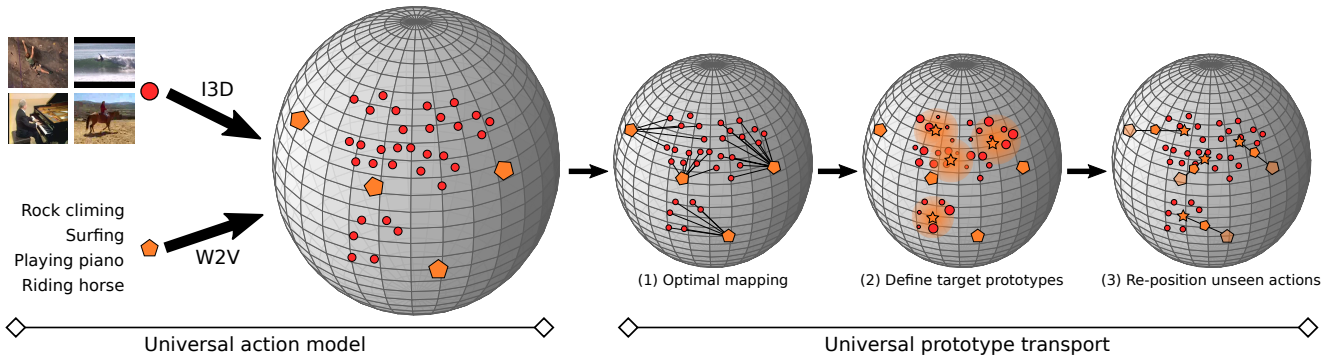 I3D
Rock climing
Surfing
Playing piano
Riding horse
W2V
(1) Optimal mapping
(2) Define target prototypes
(3) Re-position unseen actions
Universal action model
Universal prototype transport